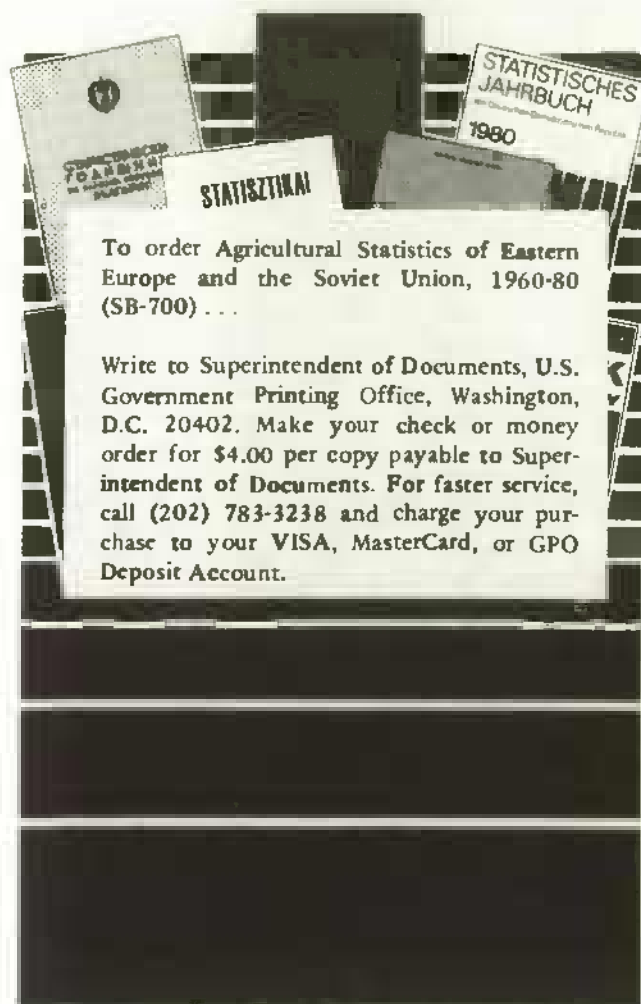 STATISTISCHES
JAHRBUCH
1980
STATISZTIKAI
To order Agricultural Statistics of Eastern
Europe and the Soviet Union, 1960-80
(SB-700) ...
Write to Superintendent of Documents, U.S.
Government Printing Office, Washington,
D.C. 20402. Make your check or money
order for $4.00 per copy payable to Super-
intendent of Documents. For faster service,
call (202) 783-3238 and charge your pur-
chase to your VISA, MasterCard, or GPO
Deposit Account.